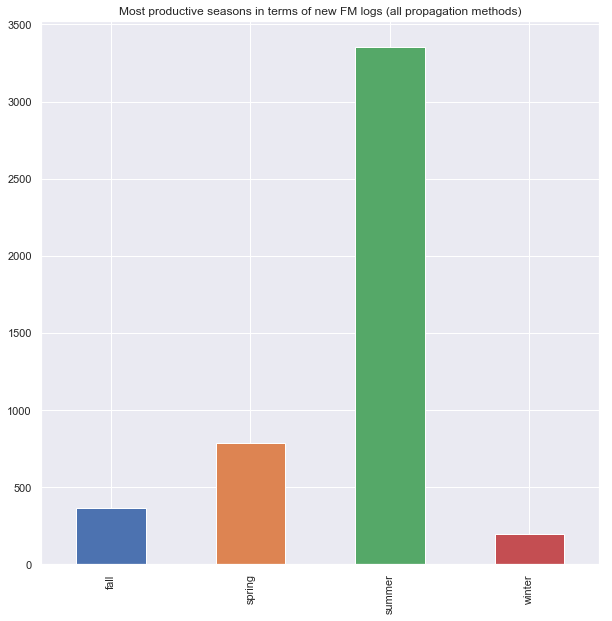 Most productive seasons in terms of new FM logs (all propagation methods)
3500
3000
2500
2000
1500
1000
500
0
fall
spring
summer
winter